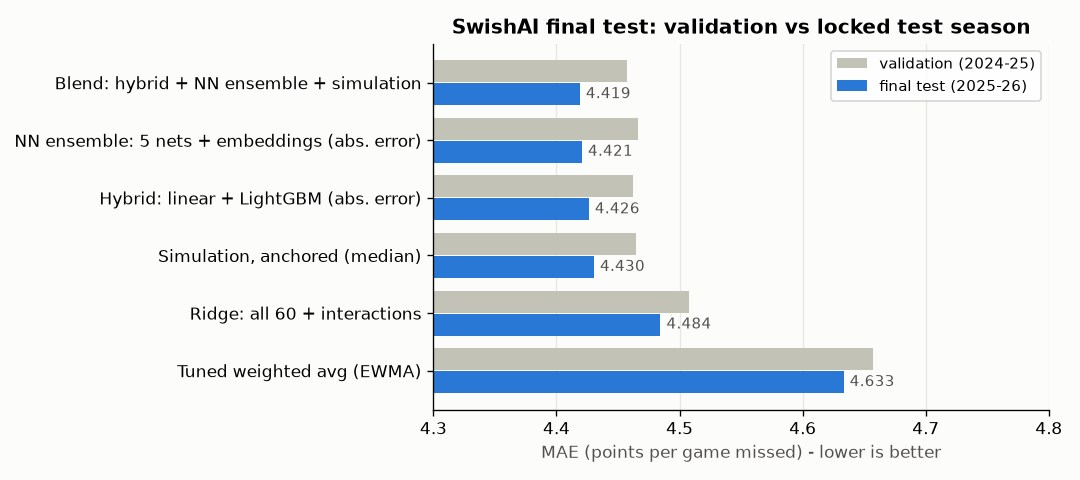 SwishAI final test: validation vs locked test season
validation (2024-25)
final test (2025-26)
Blend: hybrid + NN ensemble + simulation
4.419
NN ensemble: 5 nets + embeddings (abs. error)
4.421
Hybrid: linear + LightGBM (abs. error)
4.426
Simulation, anchored (median)
4.430
Ridge: all 60 + interactions
4.484
Tuned weighted avg (EWMA)
4.633
4.3 4.4 4.5 4.6 4.7 4.8
MAE (points per game missed) - lower is better